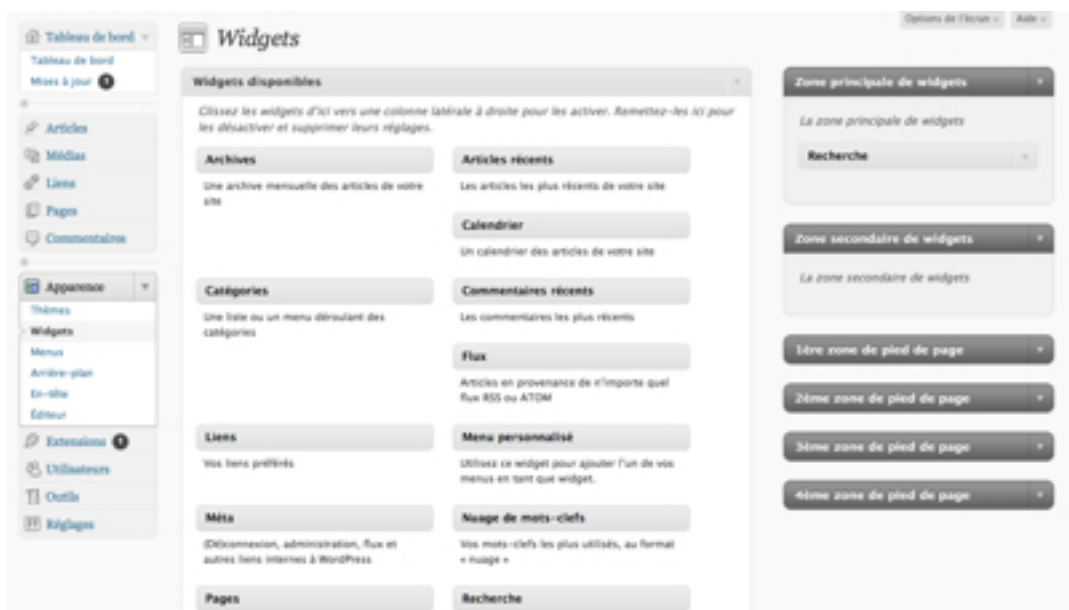 Options de l'écran
Aide
Tableau de bord
Tableau de bord
Mises à jour 1
Articles
Médias
Liens
Pages
Commentaires
Apparence
Thèmes
Widgets
Menus
Arrière-plan
En-tête
Éditeur
Extensions 1
Utilisateurs
Outils
Réglages
Widgets
Widgets disponibles
Glissez les widgets d'ici vers une colonne latérale à droite pour les activer. Remettez-les ici pour
les désactiver et supprimer leurs réglages.
Archives
Une archive mensuelle des articles de votre
site
Articles récents
Les articles les plus récents de votre site
Calendrier
Un calendrier des articles de votre site
Catégories
Une liste ou un menu déroulant des
catégories
Commentaires récents
Les commentaires les plus récents
Flux
Articles en provenance de n'importe quel
flux RSS ou ATOM
Liens
Vos liens préférés
Menu personnalisé
Utilisez ce widget pour ajouter l'un de vos
menus en tant que widget.
Méta
(Dé)connexion, administration, flux et
autres liens internes à WordPress
Nuage de mots-clefs
Vos mots-clefs les plus utilisés, au format
« nuage »
Pages
Recherche
Zone principale de widgets
La zone principale de widgets
Recherche
Zone secondaire de widgets
La zone secondaire de widgets
1ère zone de pied de page
2ème zone de pied de page
3ème zone de pied de page
4ème zone de pied de page